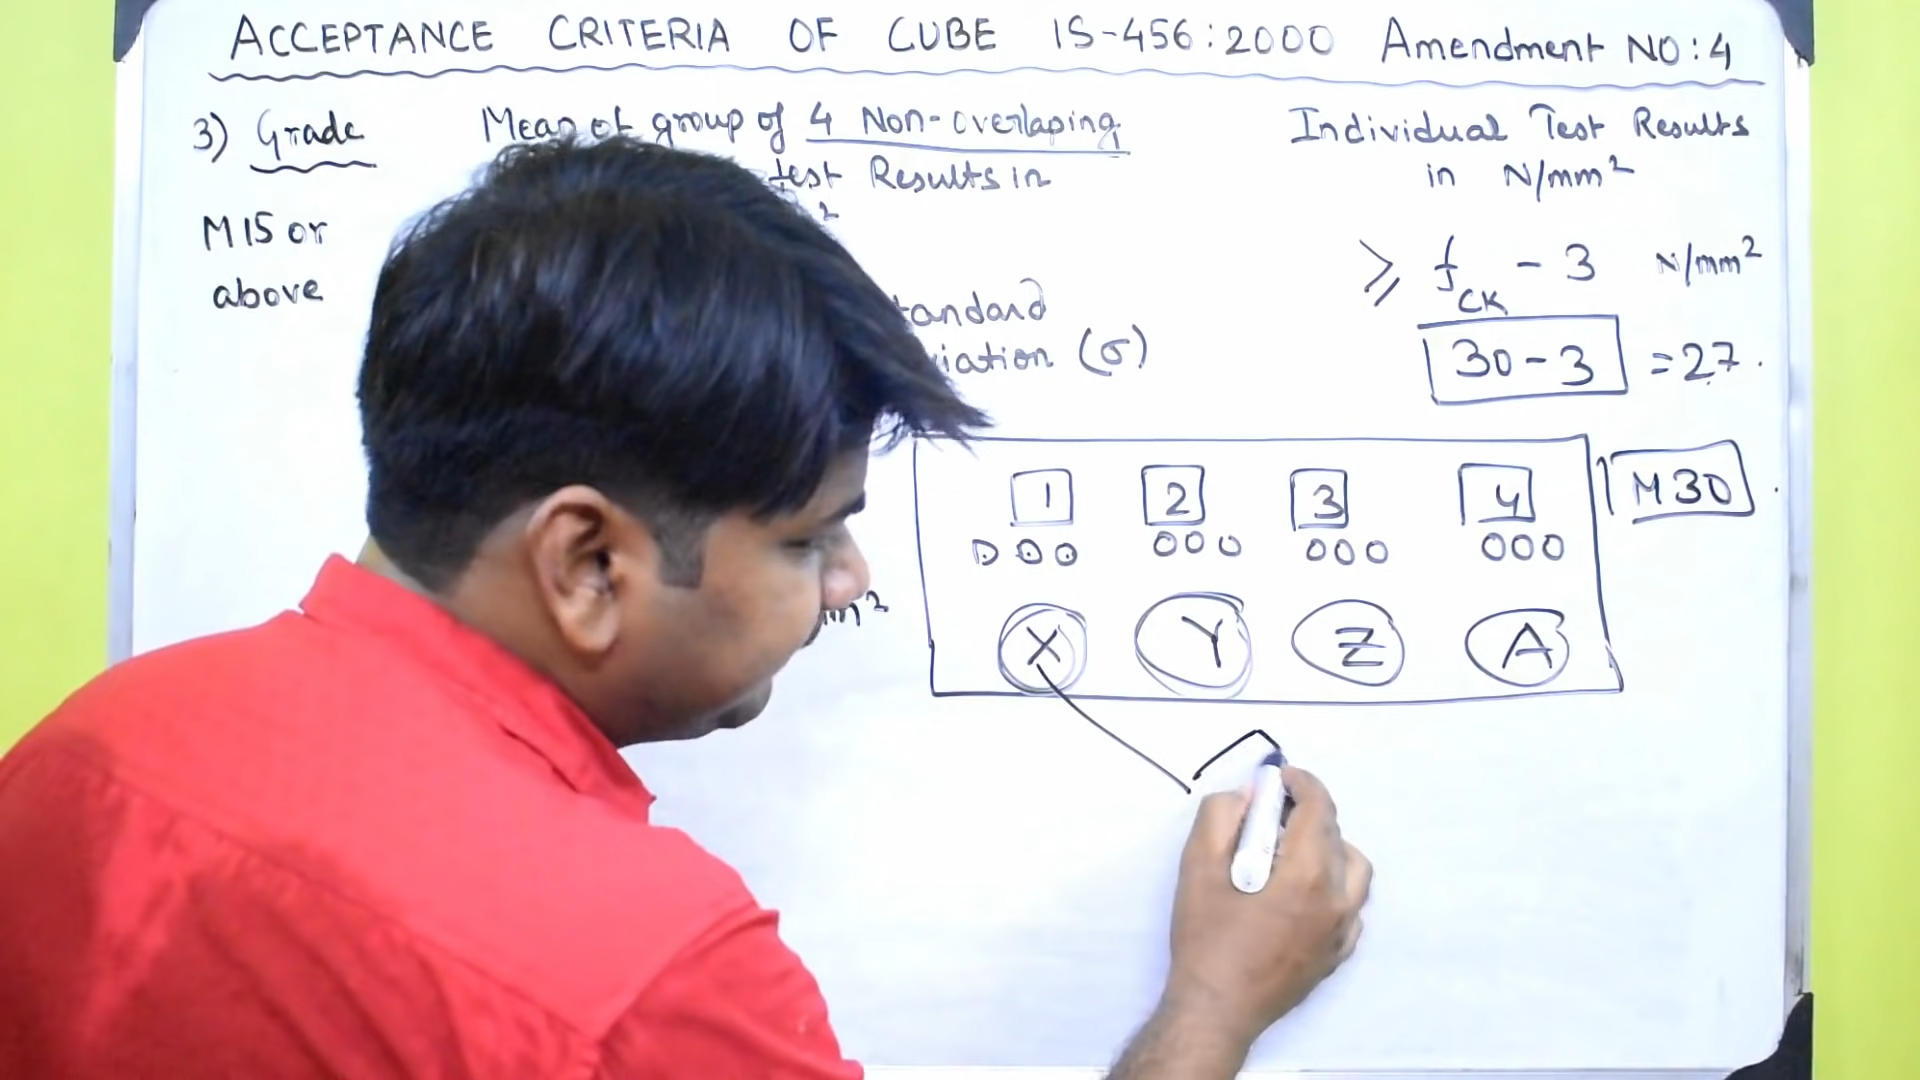 ACCEPTANCE CRITERIA OF CUBE IS-456:2000 Amendment NO:4
3) Grade
Mean of group of 4 Non-overlaping
test Results in
2
Individual Test Results
in N/mm²
M15 or
above
tandard
iation (σ)
⩾ fCK - 3 N/mm²
30-3 = 27.
1 2 3 4
M30
X Y Z A
m²